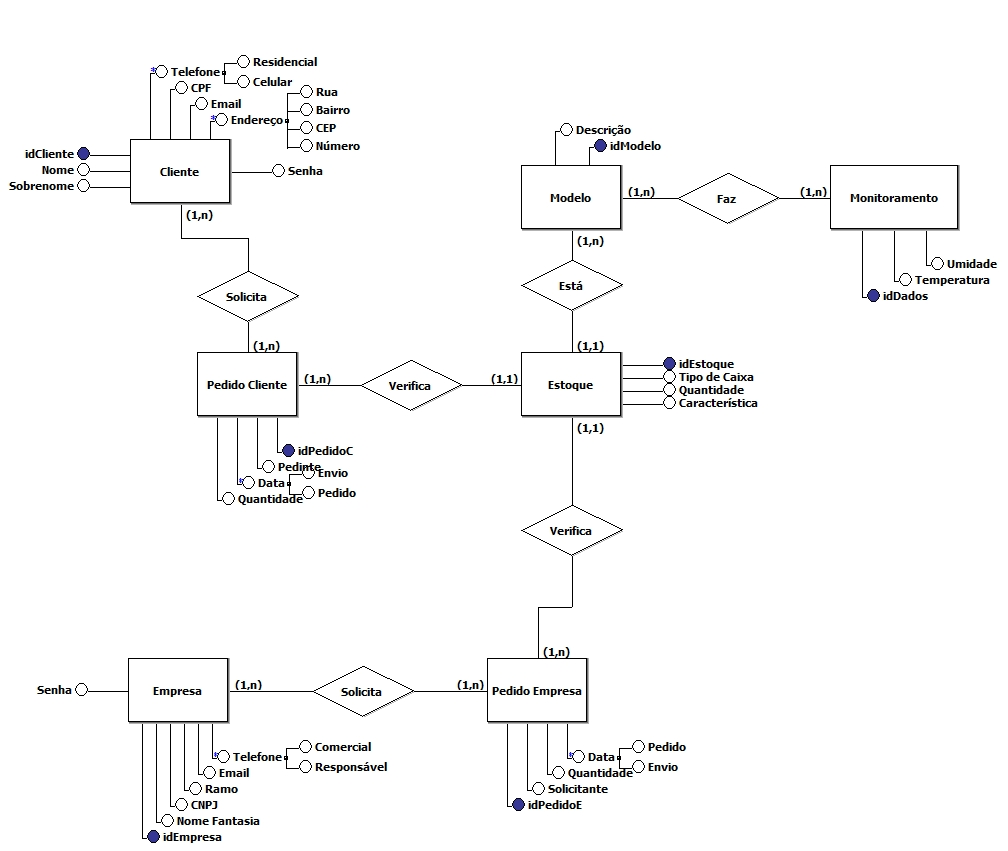 Residencial
* Telefone
Celular
CPF
Rua
Email
Bairro
* Endereço
CEP
Número
idCliente
Nome
Sobrenome
Cliente
Senha
(1,n)
Solicita
(1,n)
Pedido Cliente
(1,n)
Verifica
(1,1)
idPedidoC
Pedinte
Envio
* Data
Pedido
Quantidade
Descrição
idModelo
Modelo
(1,n)
Faz
(1,n)
Monitoramento
Umidade
Temperatura
idDados
(1,n)
Está
(1,1)
Estoque
idEstoque
Tipo de Caixa
Quantidade
Característica
(1,1)
Verifica
(1,n)
Senha
Empresa
(1,n)
Solicita
(1,n)
Pedido Empresa
Comercial
* Telefone
Responsável
Email
Ramo
CNPJ
Nome Fantasia
idEmpresa
Pedido
* Data
Envio
Quantidade
Solicitante
idPedidoE